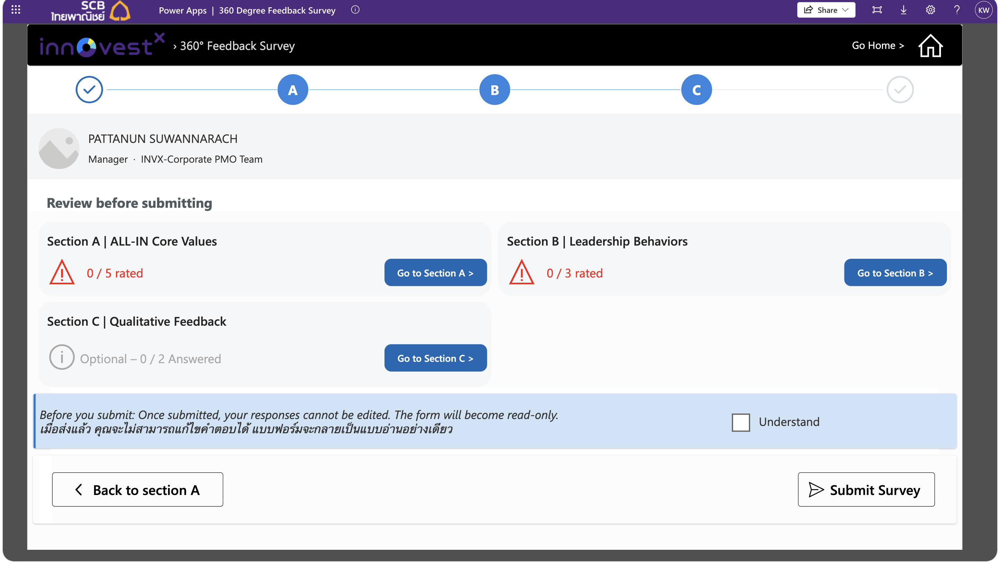 SCB
ไทยพาณิชย์
Power Apps | 360 Degree Feedback Survey
Share
KW
innovestx › 360° Feedback Survey
Go Home >
A
B
C
PATTANUN SUWANNARACH
Manager · INVX-Corporate PMO Team
Review before submitting
Section A | ALL-IN Core Values
0 / 5 rated
Go to Section A >
Section B | Leadership Behaviors
0 / 3 rated
Go to Section B >
Section C | Qualitative Feedback
Optional – 0 / 2 Answered
Go to Section C >
Before you submit: Once submitted, your responses cannot be edited. The form will become read-only.
เมื่อส่งแล้ว คุณจะไม่สามารถแก้ไขคำตอบได้ แบบฟอร์มจะกลายเป็นแบบอ่านอย่างเดียว
Understand
Back to section A
Submit Survey